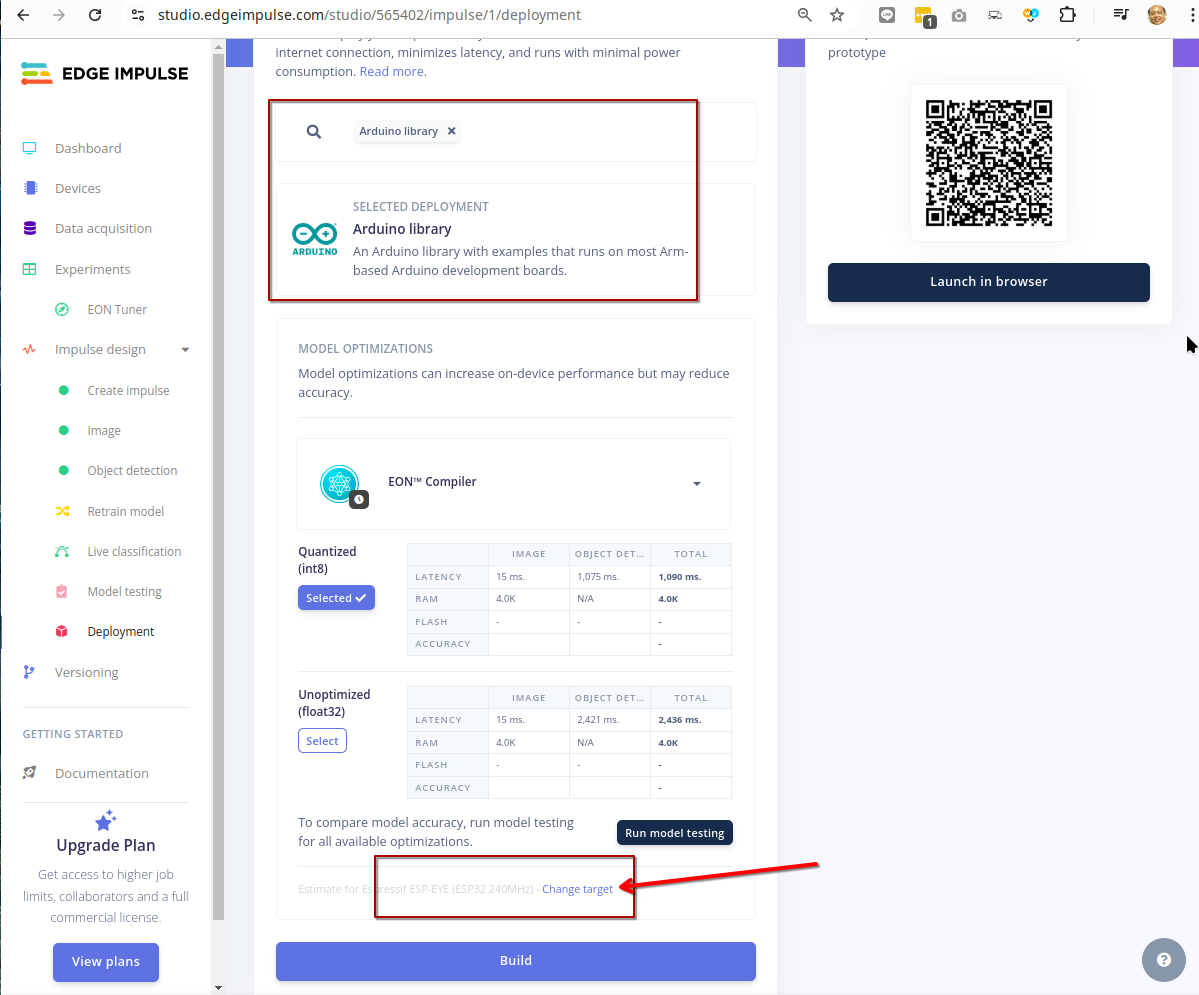 studio.edgeimpulse.com/studio/565402/impulse/1/deployment
1
EDGE IMPULSE
Dashboard
Devices
Data acquisition
Experiments
EON Tuner
Impulse design
Create impulse
Image
Object detection
Retrain model
Live classification
Model testing
Deployment
Versioning
GETTING STARTED
Documentation
Upgrade Plan
Get access to higher job
limits, collaborators and a full
commercial license.
View plans
internet connection, minimizes latency, and runs with minimal power
consumption. Read more.
Arduino library
SELECTED DEPLOYMENT
ARDUINO
Arduino library
An Arduino library with examples that runs on most Arm-
based Arduino development boards.
MODEL OPTIMIZATIONS
Model optimizations can increase on-device performance but may reduce
accuracy.
EON™ Compiler
Quantized
(int8)
Selected
IMAGE OBJECT DET... TOTAL
LATENCY 15 ms. 1,075 ms. 1,090 ms.
RAM 4.0K N/A 4.0K
FLASH - - -
ACCURACY -
Unoptimized
(float32)
Select
IMAGE OBJECT DET... TOTAL
LATENCY 15 ms. 2,421 ms. 2,436 ms.
RAM 4.0K N/A 4.0K
FLASH - - -
ACCURACY -
To compare model accuracy, run model testing
for all available optimizations.
Run model testing
Estimate for Espressif ESP-EYE (ESP32 240MHz) - Change target
Build
prototype
Launch in browser
?